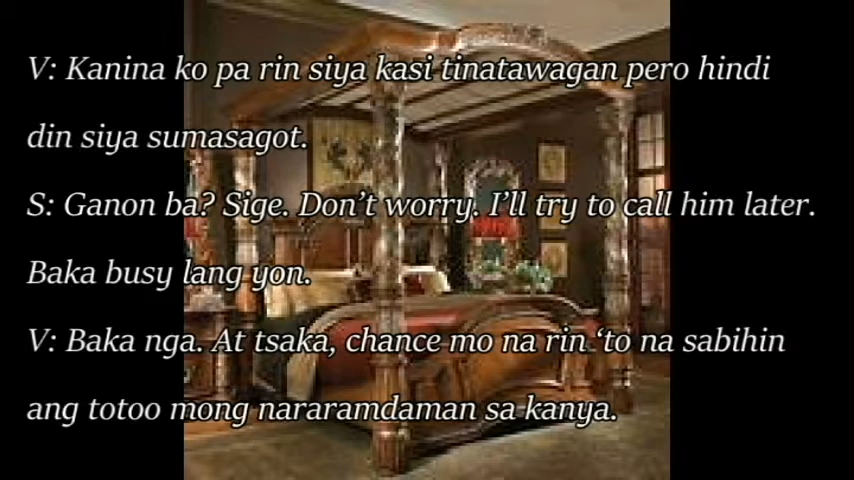 V: Kanina ko pa rin siya kasi tinatawagan pero hindi
din siya sumasagot.
S: Ganon ba? Sige. Don't worry. I'll try to call him later.
Baka busy lang yon.
V: Baka nga. At tsaka, chance mo na rin ‘to na sabihin
ang totoo mong nararamdaman sa kanya.